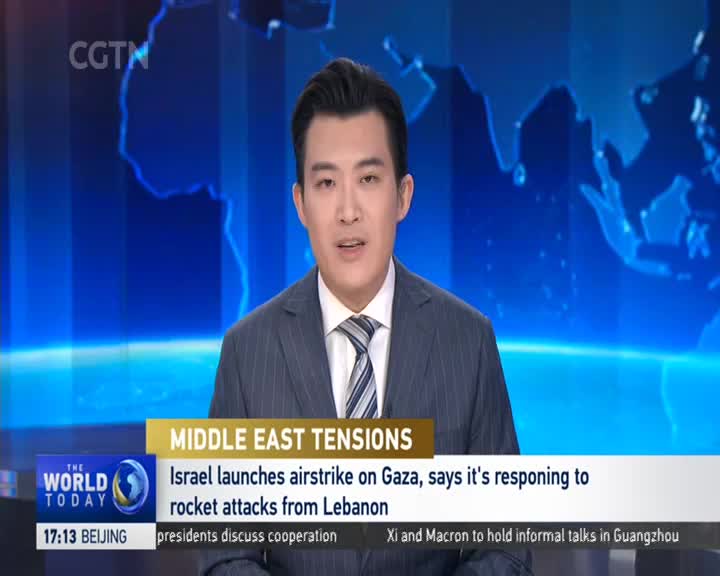 CGTN
MIDDLE EAST TENSIONS
Israel launches airstrike on Gaza, says it's responing to
rocket attacks from Lebanon
THE
WORLD
TODAY
17:13 BEIJING
presidents discuss cooperation Xi and Macron to hold informal talks in Guangzhou